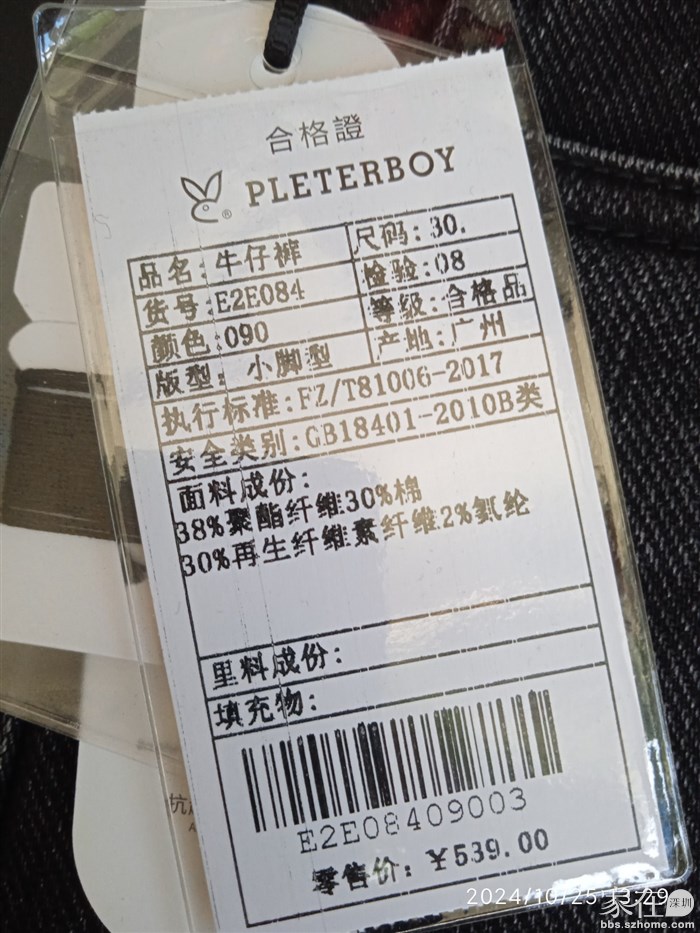 合格證
® PLETERBOY
品名:牛仔裤 尺码:30.
货号:E2E084 检验:08
颜色:090 等级:合格品
版型: 小脚型 产地:广州
执行标准:FZ/T81006-2017
安全类别:GB18401-2010B类
面料成份:
38%聚酯纤维30%棉
30%再生纤维素纤维2%氨纶
里料成份:
填充物:
E2E08409003
零售价:¥539.00
2024/10/25 13:29
家在深圳
bbs.szhome.com